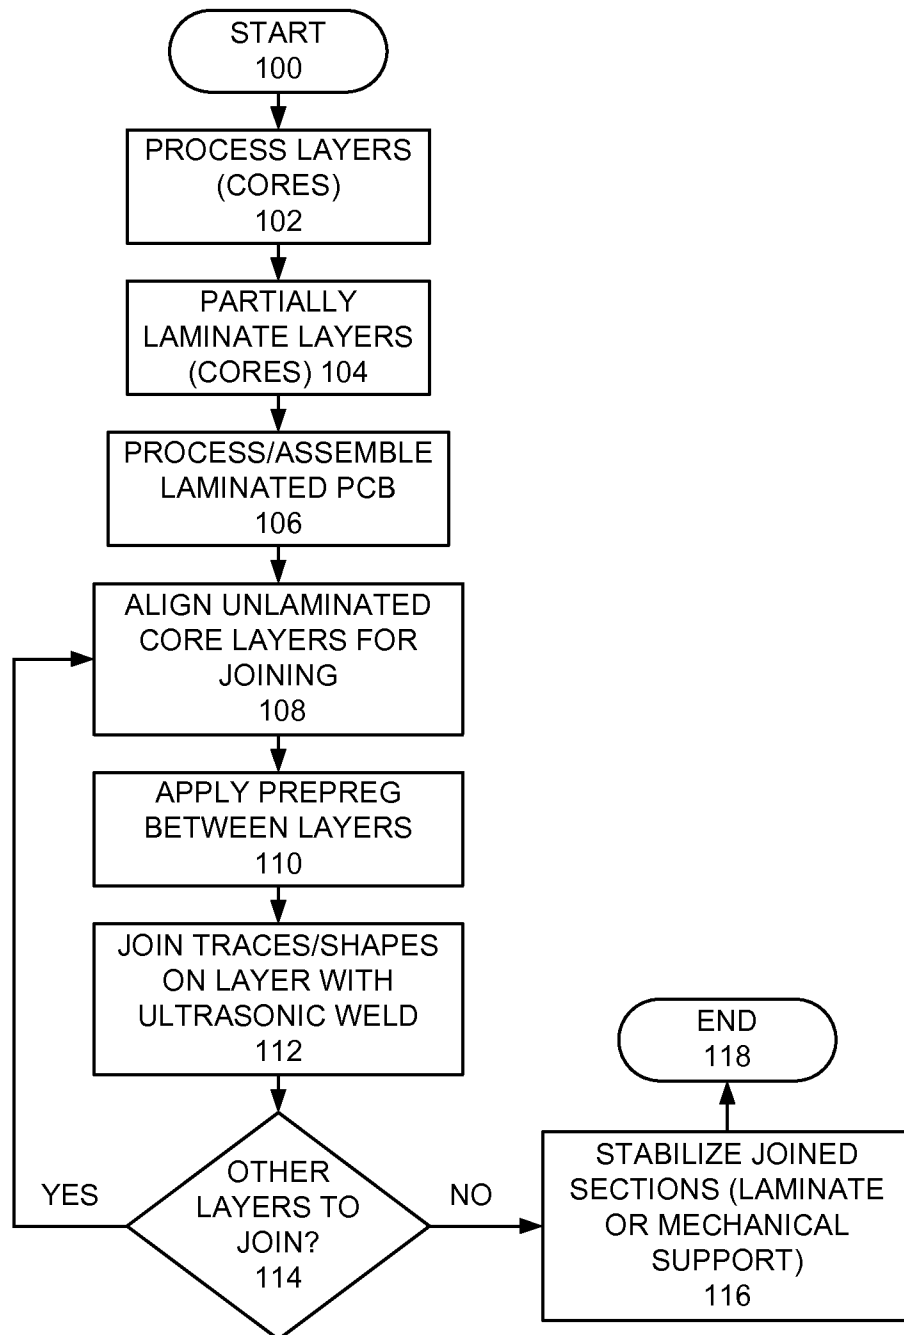 START
100
PROCESS LAYERS
(CORES)
102
PARTIALLY
LAMINATE LAYERS
(CORES) 104
PROCESS/ASSEMBLE
LAMINATED PCB
106
ALIGN UNLAMINATED
CORE LAYERS FOR
JOINING
108
APPLY PREPREG
BETWEEN LAYERS
110
JOIN TRACES/SHAPES
ON LAYER WITH
ULTRASONIC WELD
112
OTHER
LAYERS TO
JOIN?
114
YES
NO
STABILIZE JOINED
SECTIONS (LAMINATE
OR MECHANICAL
SUPPORT)
116
END
118